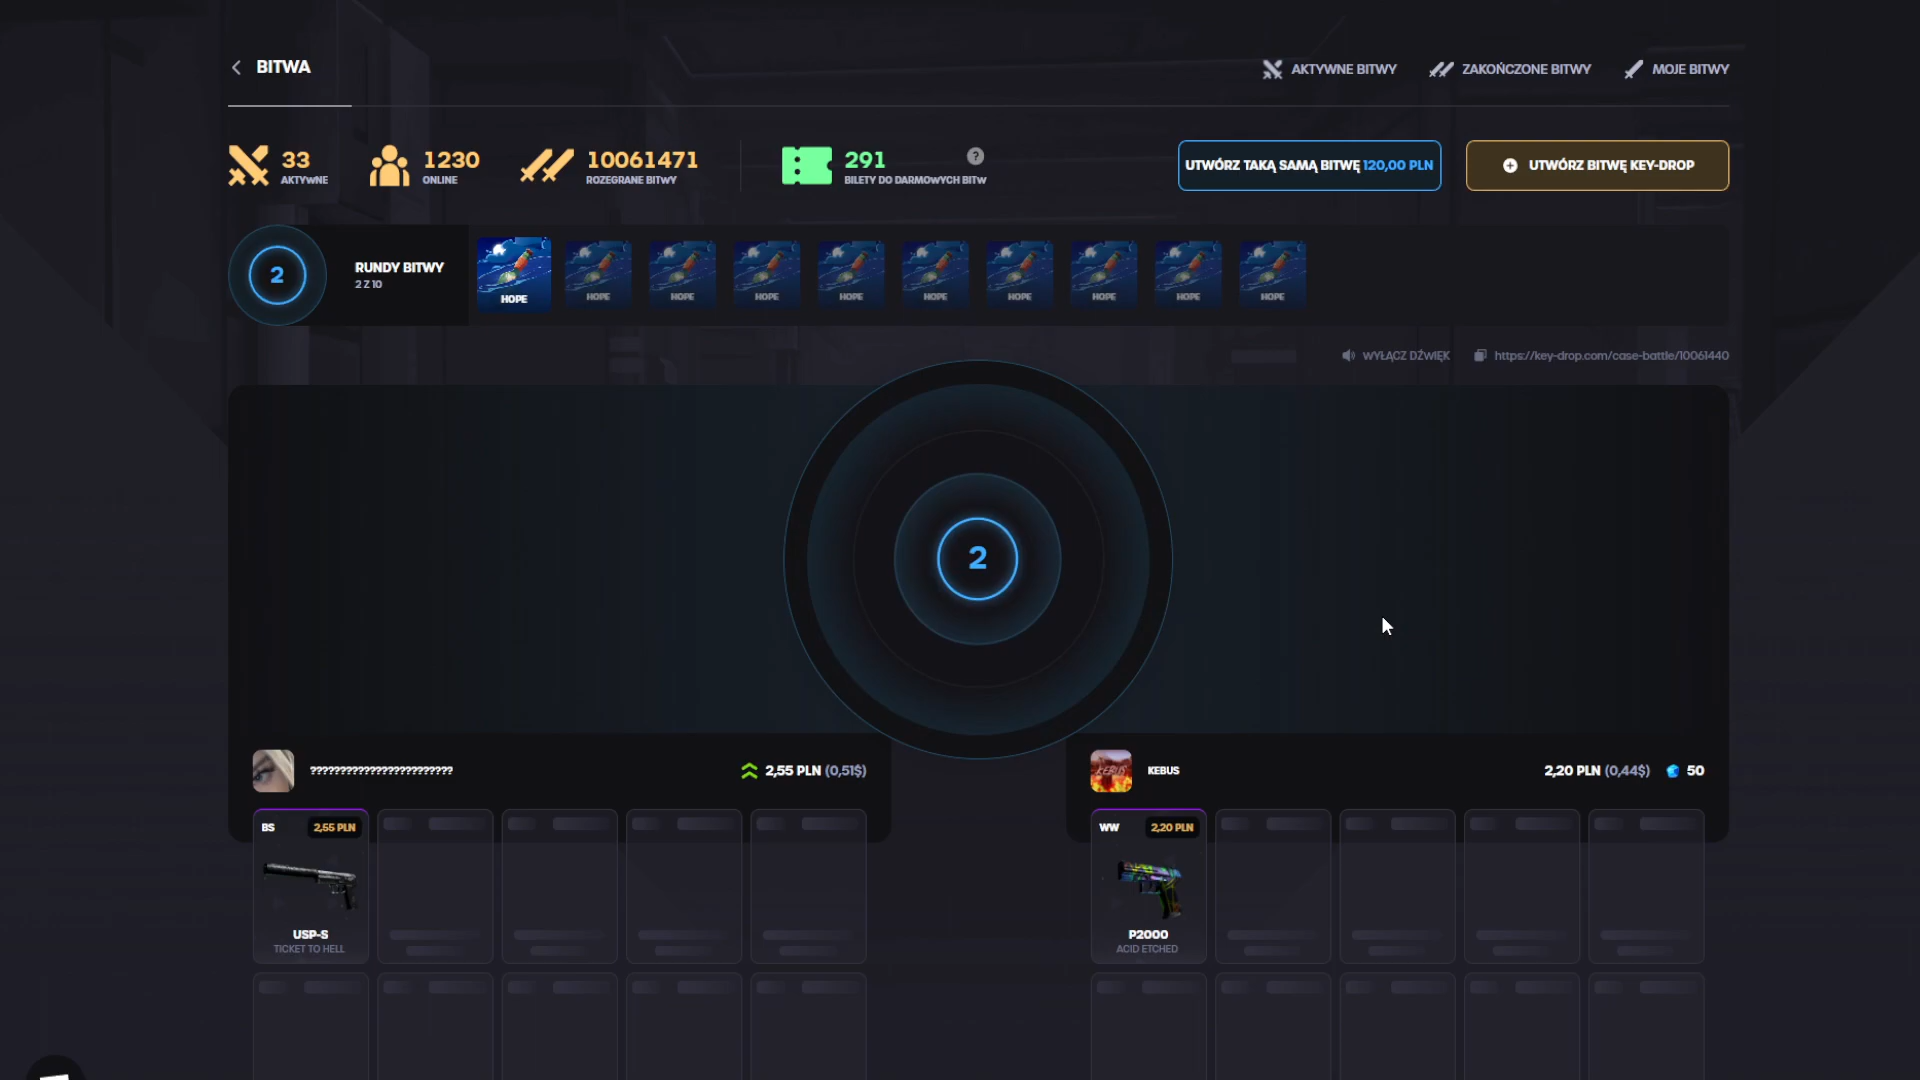 BITWA
AKTYWNE BITWY
ZAKOŃCZONE BITWY
MOJE BITWY
33
AKTYWNE
1230
ONLINE
10061471
ROZEGRANE BITWY
291
BILETY DO DARMOWYCH BITW
?
UTWÓRZ TAKĄ SAMĄ BITWĘ 120,00 PLN
UTWÓRZ BITWĘ KEY-DROP
2
RUNDY BITWY
2 Z 10
HOPE
HOPE
HOPE
HOPE
HOPE
HOPE
HOPE
HOPE
HOPE
HOPE
WYŁĄCZ DŹWIĘK
https://key-drop.com/case-battle/10061440
2
????????????????????????
2,55 PLN (0,51$)
KEBUS
KEBUS
2,20 PLN (0,44$)
50
BS
2,55 PLN
USP-S
TICKET TO HELL
WW
2,20 PLN
P2000
ACID ETCHED